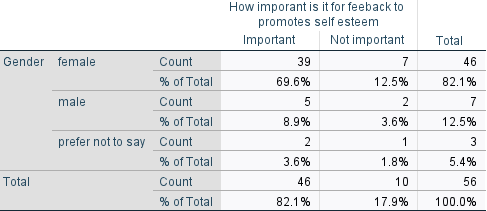 How imporant is it for feeback to
promotes self esteem
Important Not important Total
Gender female Count 39 7 46
% of Total 69.6% 12.5% 82.1%
male Count 5 2 7
% of Total 8.9% 3.6% 12.5%
prefer not to say Count 2 1 3
% of Total 3.6% 1.8% 5.4%
Total Count 46 10 56
% of Total 82.1% 17.9% 100.0%